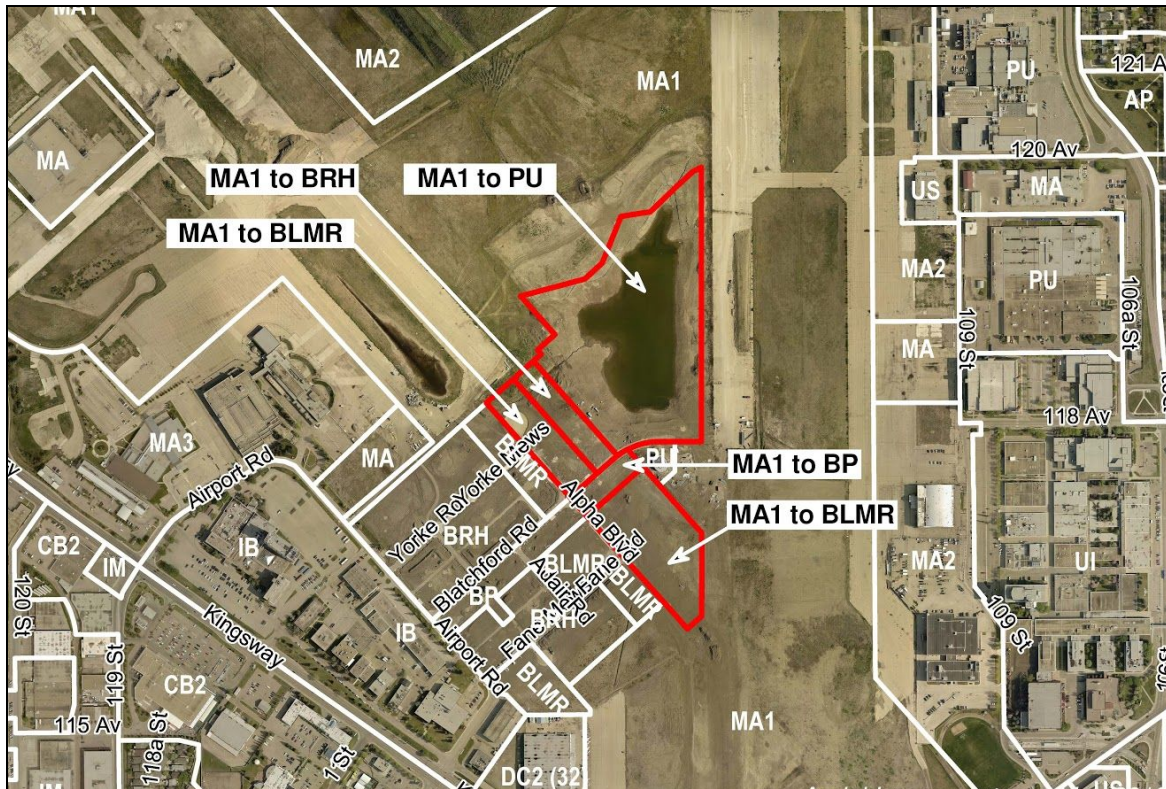 MA1
MA2
MA1
PU
121 A
AP
MA
120 Av
US
MA
MA1 to BRH
MA1 to PU
MA1 to BLMR
MA2
PU
106a St
109 St
MA
118 Av
MA3
MA
Airport Rd
BLMR
Yorke Mews
PU
MA1 to BP
MA1 to BLMR
Yorke Rd
BRH
Alpha Blvd
CB2
IM
IB
Blatchford Rd
BLMR
BLMR
MA2
UI
120 St
BP
BRH
Kingsway
IB
Airport Rd
109 St
119 St
CB2
BLMR
115 Av
118a St
1 St
MA1
DC2 (32
IM
US